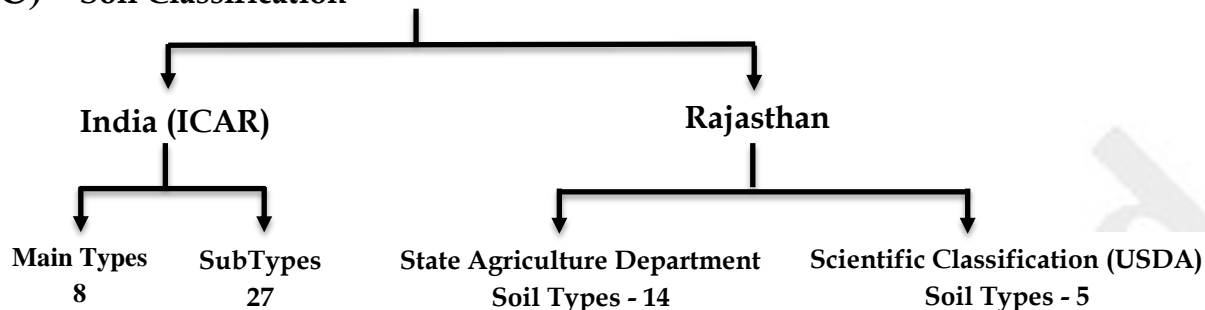 Soil Classification
India (ICAR) Rajasthan
Main Types SubTypes State Agriculture Department Scientific Classification (USDA)
8 27 Soil Types - 14 Soil Types - 5